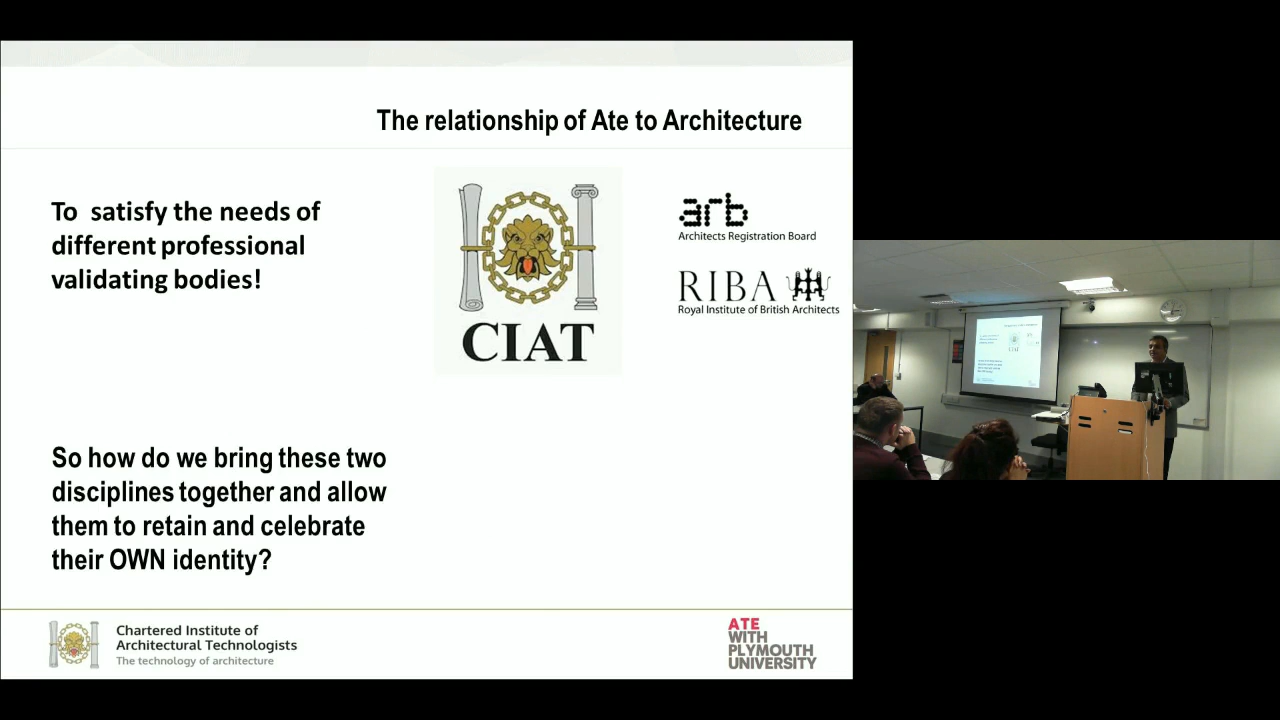 The relationship of Ate to Architecture
To satisfy the needs of
different professional
validating bodies!
CIAT
arb
Architects Registration Board
RIBA
Royal Institute of British Architects
So how do we bring these two
disciplines together and allow
them to retain and celebrate
their OWN identity?
Chartered Institute of
Architectural Technologists
The technology of architecture
ATE
WITH
PLYMOUTH
UNIVERSITY
CIAT